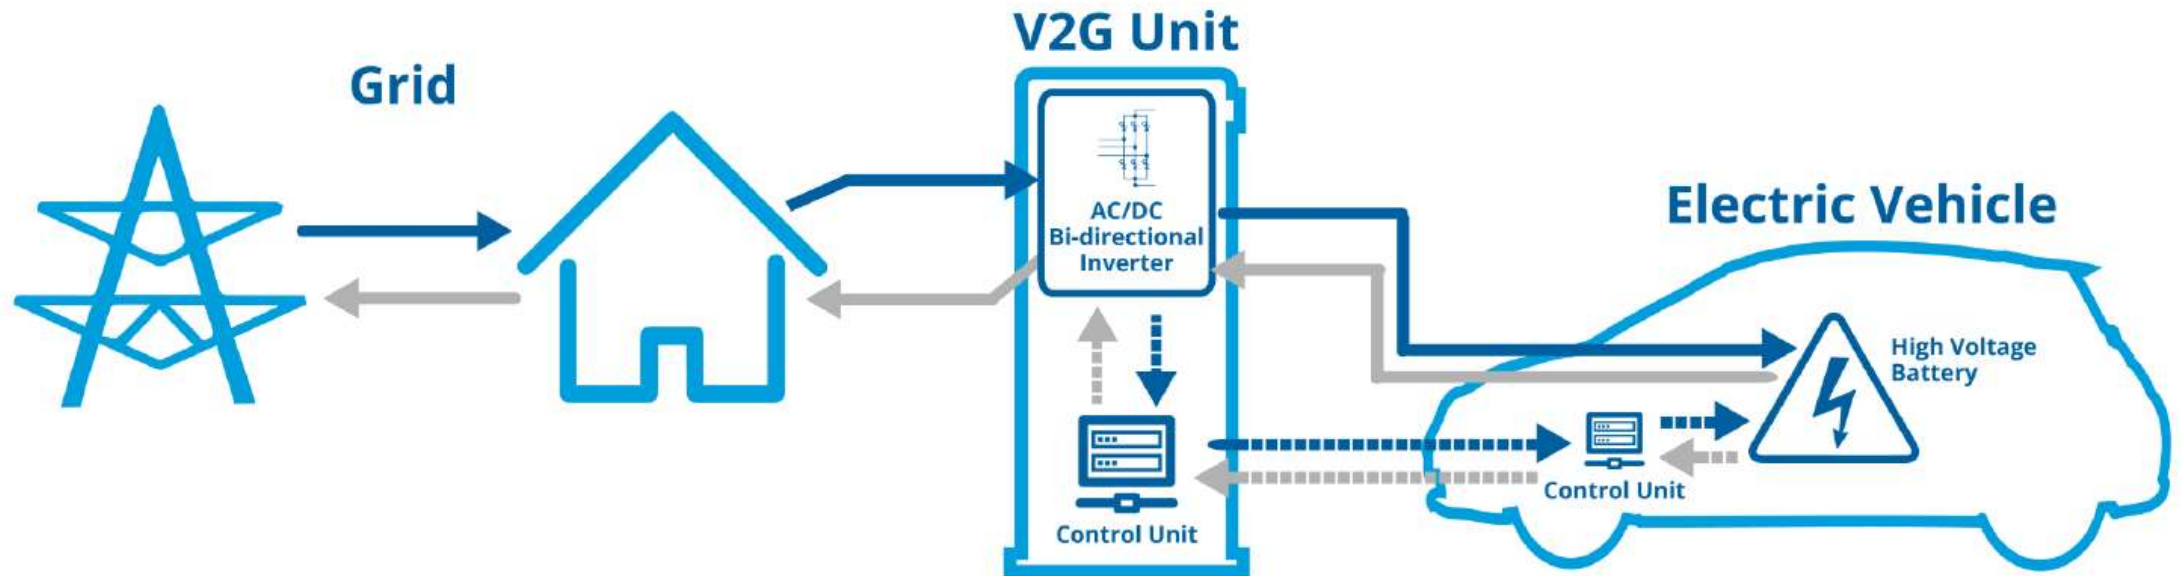 Grid
V2G Unit
AC/DC
Bi-directional
Inverter
Control Unit
Electric Vehicle
High Voltage
Battery
Control Unit